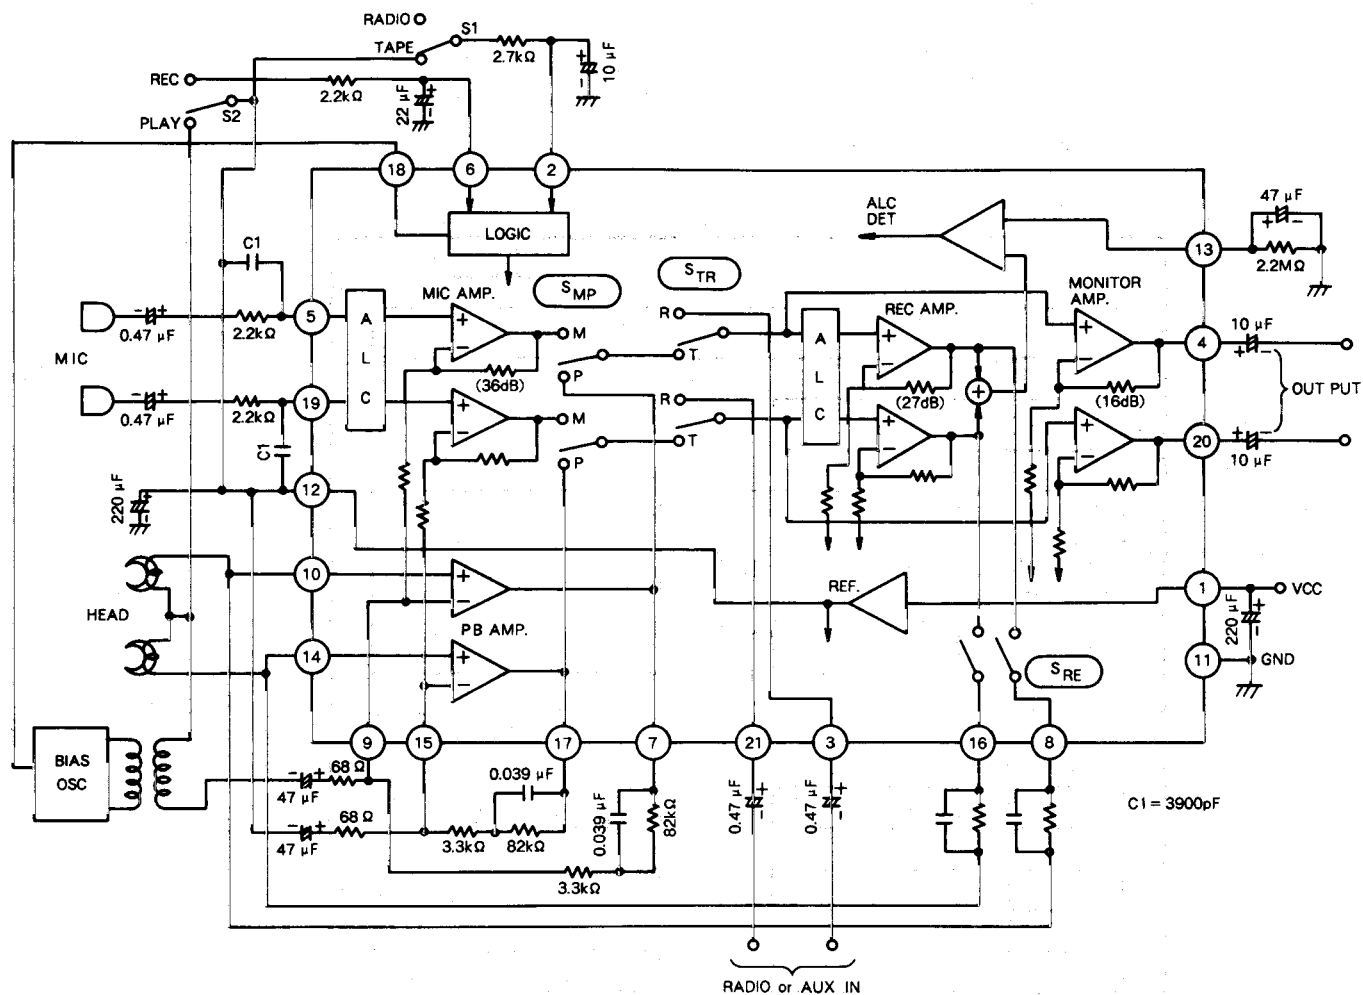 RADIO
S1
TAPE
2.7kΩ
+
-
10 µF
REC
2.2kΩ
22 µF
+
-
S2
PLAY
18
6
2
LOGIC
ALC
DET
47 µF
+ -
13
2.2MΩ
C1
S MP
S TR
MIC AMP.
REC AMP.
MONITOR
AMP.
- +
0.47 µF
2.2kΩ
5
A
L
C
+
-
(36dB)
M
P
R
T
A
L
C
+
-
(27dB)
+
+
-
(16dB)
4
10 µF
+ -
MIC
OUT PUT
- +
0.47 µF
2.2kΩ
19
+
-
M
P
R
T
+
-
+
-
20
+ -
10 µF
C1
220 µF
+
-
12
HEAD
10
+
-
PB AMP.
REF.
1
VCC
220 µF
+
-
14
+
-
11
GND
S RE
9
15
17
7
21
3
16
8
BIAS
OSC
- +
47 µF
68 Ω
0.039 µF
- +
47 µF
68 Ω
3.3kΩ
82kΩ
0.039 µF
82kΩ
0.47 µF
+
-
0.47 µF
+
-
C1 = 3900pF
3.3kΩ
RADIO or AUX IN